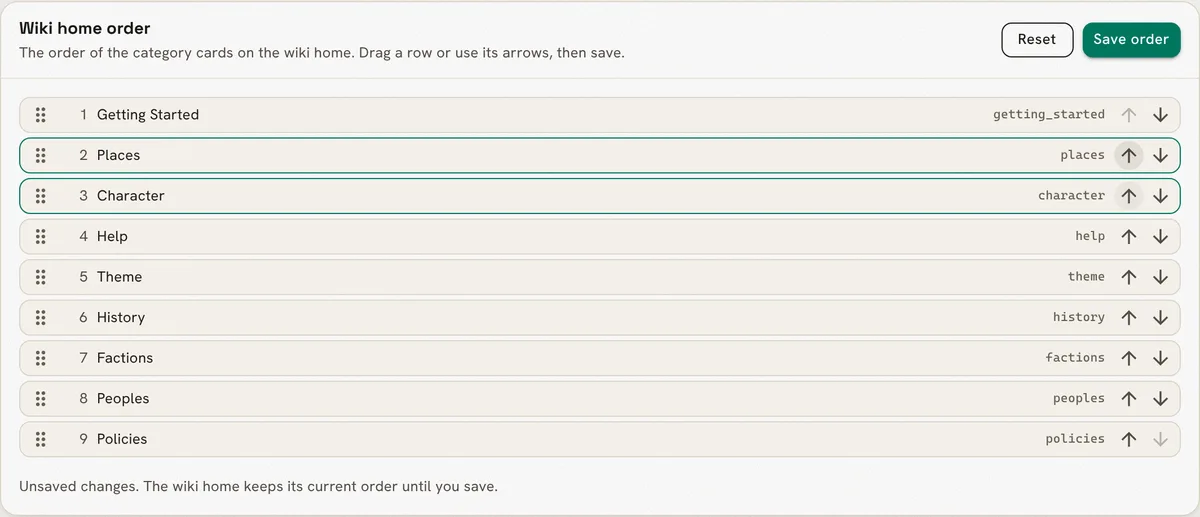 Wiki home order
The order of the category cards on the wiki home. Drag a row or use its arrows, then save.
Reset
Save order
1 Getting Started getting_started
2 Places places
3 Character character
4 Help help
5 Theme theme
6 History history
7 Factions factions
8 Peoples peoples
9 Policies policies
Unsaved changes. The wiki home keeps its current order until you save.